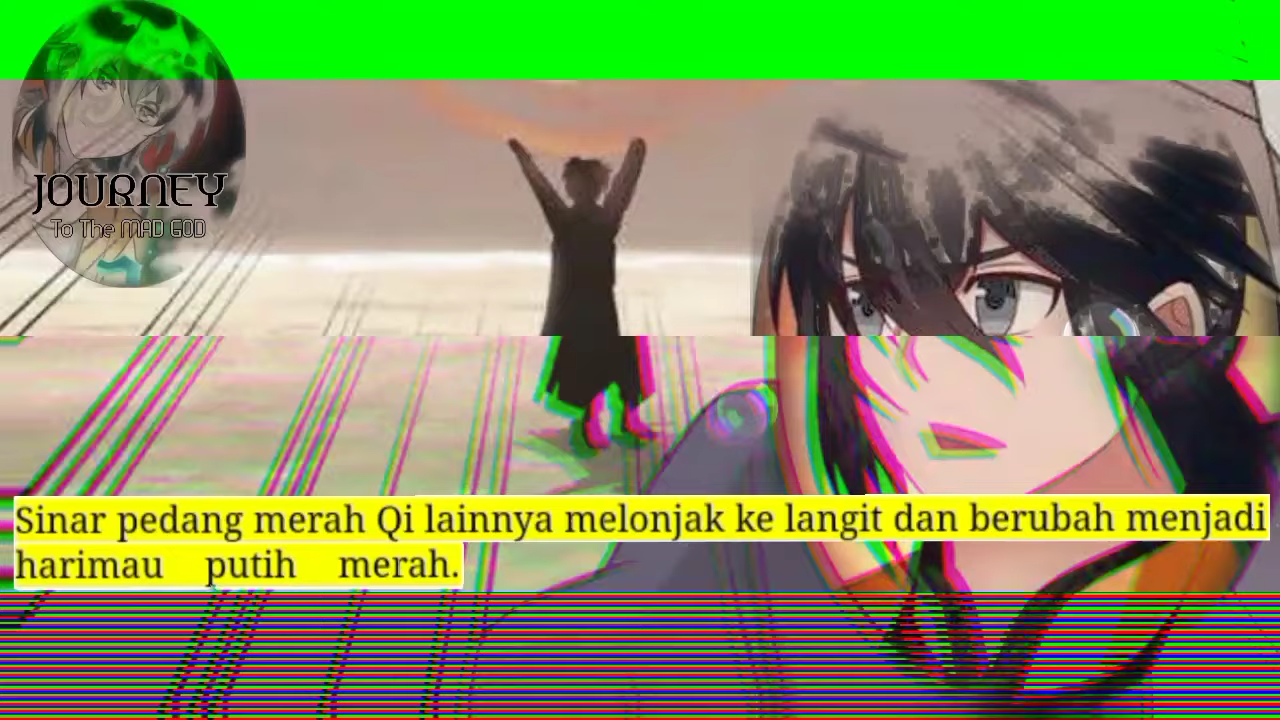 JOURNEY
To The MAD GOD
Sinar pedang merah Qi lainnya melonjak ke langit dan berubah menjadi
harimau putih merah.